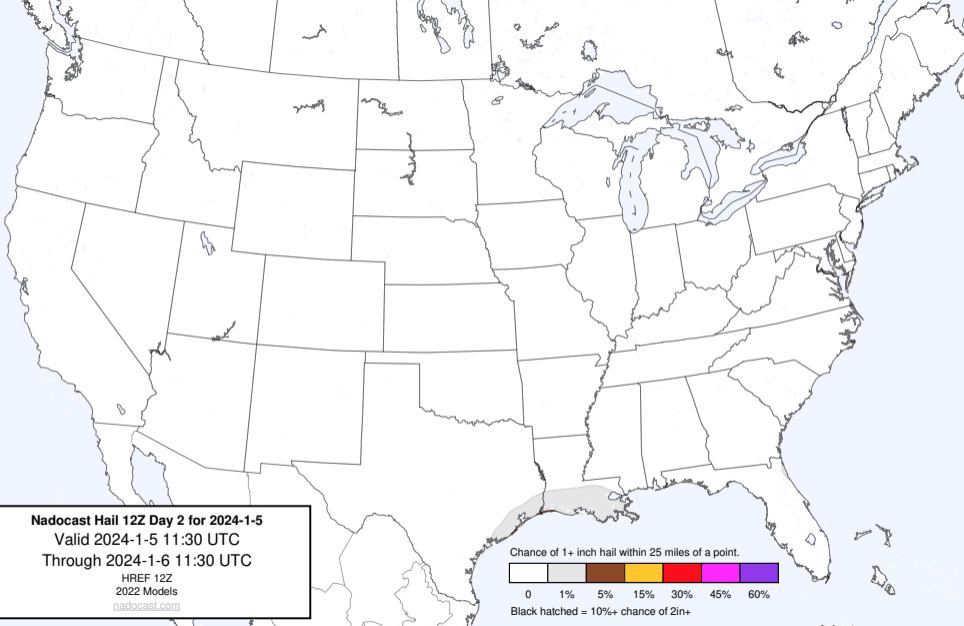 Nadocast Hail 12Z Day 2 for 2024-1-5
Valid 2024-1-5 11:30 UTC
Through 2024-1-6 11:30 UTC
HREF 12Z
2022 Models
nadocast.com
Chance of 1+ inch hail within 25 miles of a point.
0 1% 5% 15% 30% 45% 60%
Black hatched = 10%+ chance of 2in+